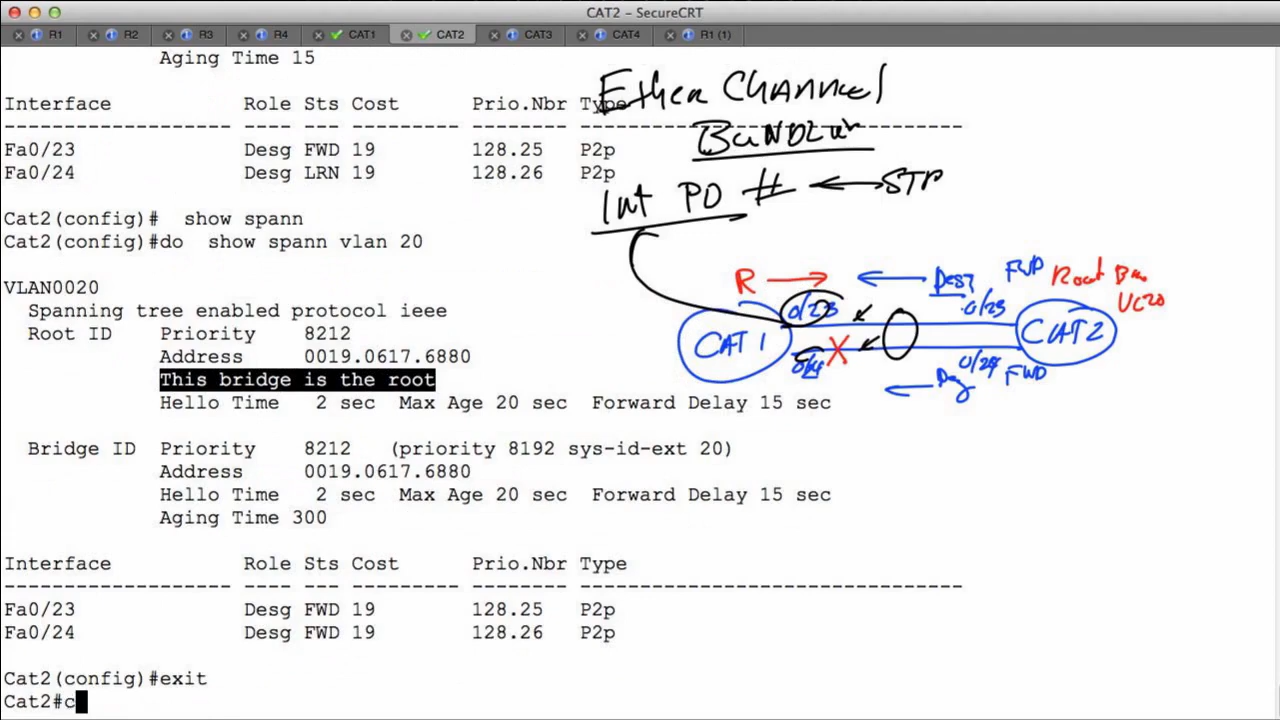 CAT2 – SecureCRT
R1 R2 R3 R4 CAT1 CAT2 CAT3 CAT4 R1 (1)
Aging Time 15
Interface Role Sts Cost Prio.Nbr Type
Ether Channel
Fa0/23 Desg FWD 19 128.25 P2p
Fa0/24 Desg LRN 19 128.26 P2p
Int PO # ← STP
Cat2(config)# show spann
Cat2(config)#do show spann vlan 20
VLAN0020
Spanning tree enabled protocol ieee
Root ID Priority 8212
Address 0019.0617.6880
This bridge is the root
Hello Time 2 sec Max Age 20 sec Forward Delay 15 sec
R → ← Desg
0/23 0/23
CAT 1 X CAT 2
0/24 FWD
Bridge ID Priority 8212 (priority 8192 sys-id-ext 20)
Address 0019.0617.6880
Hello Time 2 sec Max Age 20 sec Forward Delay 15 sec
Aging Time 300
Interface Role Sts Cost Prio.Nbr Type
Fa0/23 Desg FWD 19 128.25 P2p
Fa0/24 Desg FWD 19 128.26 P2p
Cat2(config)#exit
Cat2#c